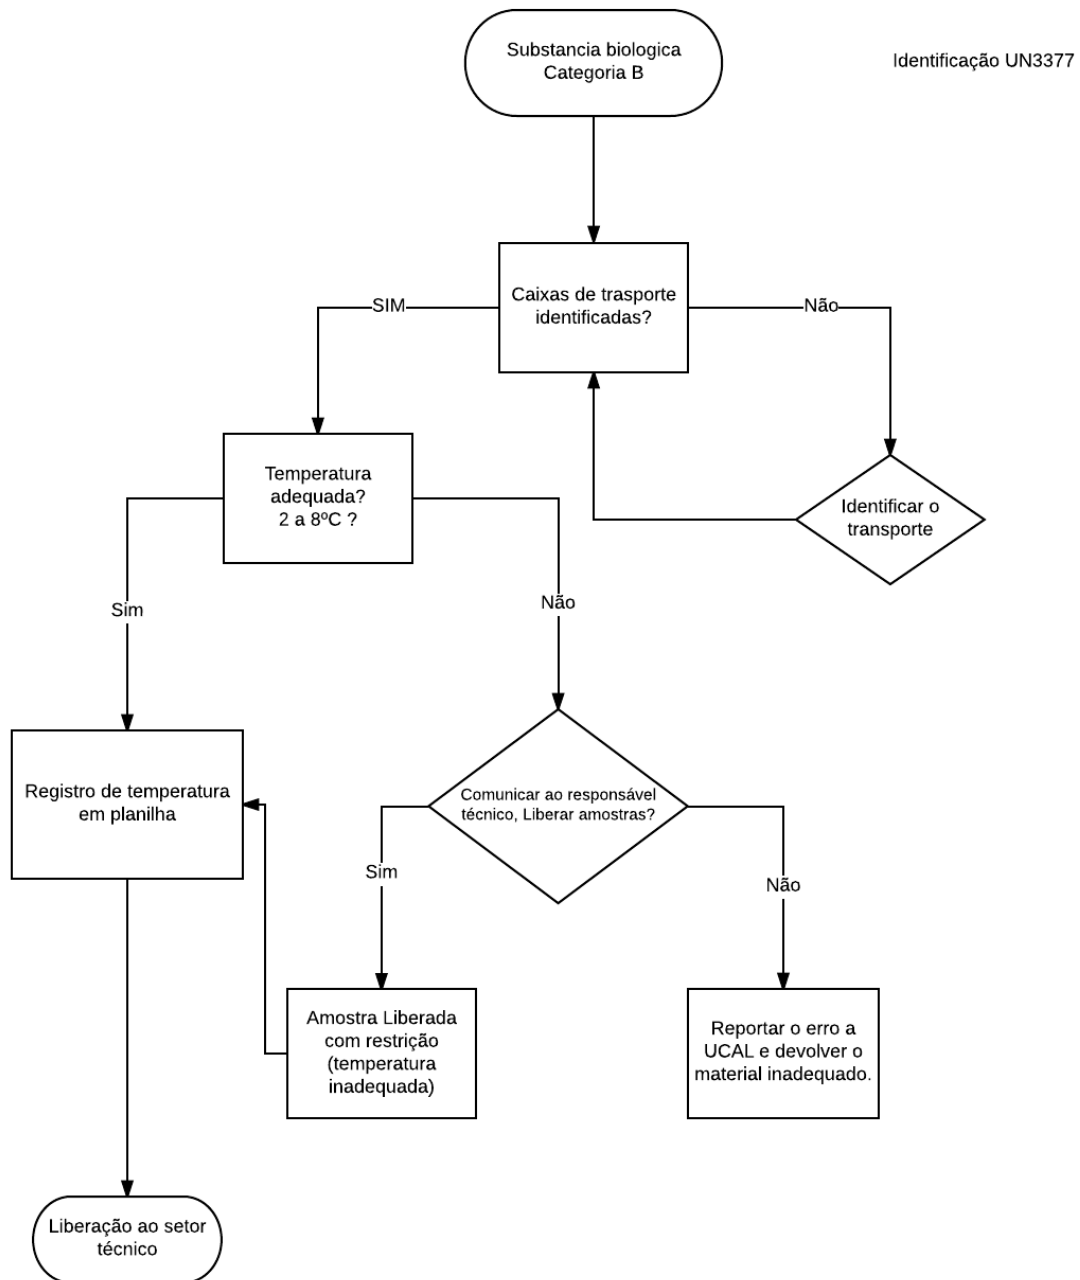 Substancia biologica
Categoria B
Identificação UN3377
Caixas de trasporte
identificadas?
SIM
Não
Temperatura
adequada?
2 a 8ºC ?
Identificar o
transporte
Sim
Não
Registro de temperatura
em planilha
Comunicar ao responsável
técnico, Liberar amostras?
Sim
Não
Amostra Liberada
com restrição
(temperatura
inadequada)
Reportar o erro a
UCAL e devolver o
material inadequado.
Liberação ao setor
técnico